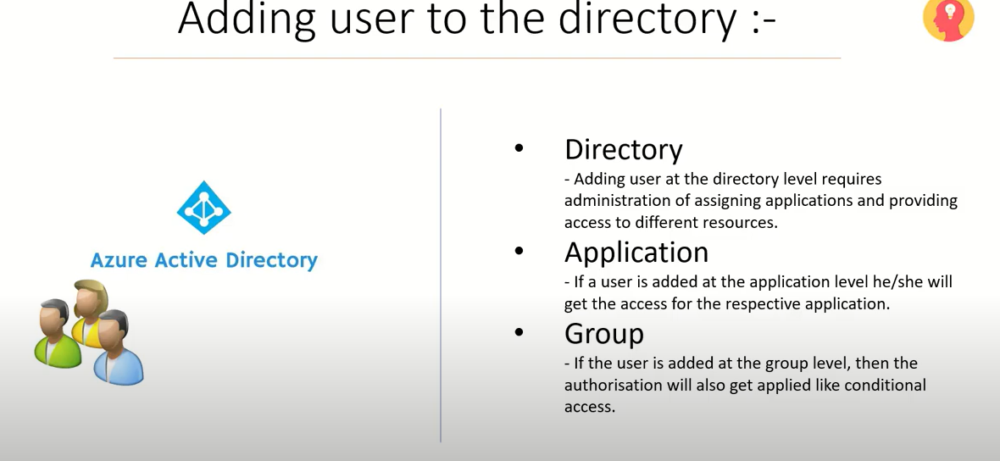 Adding user to the directory :-
Azure Active Directory
• Directory
- Adding user at the directory level requires
administration of assigning applications and providing
access to different resources.
• Application
- If a user is added at the application level he/she will
get the access for the respective application.
• Group
- If the user is added at the group level, then the
authorisation will also get applied like conditional
access.